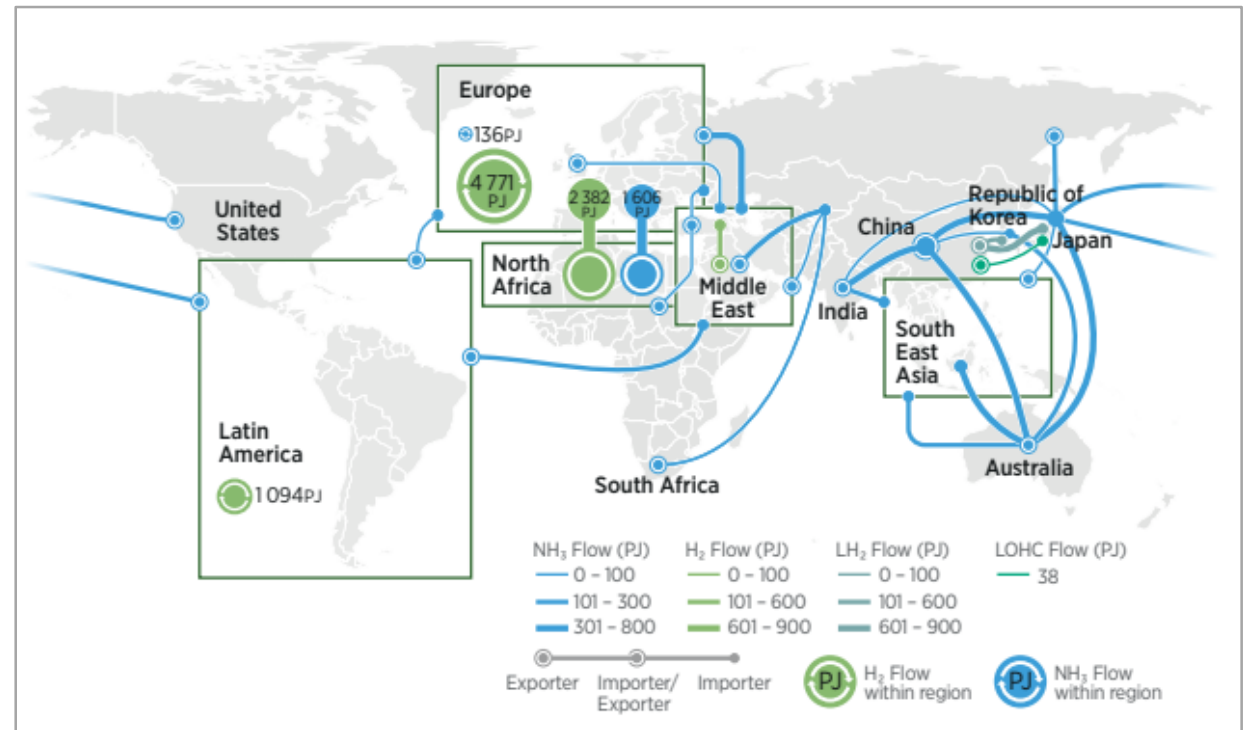 Europe
136PJ
4 771
PJ
2 382
PJ
1 606
PJ
United
States
North
Africa
Middle
East
Republic of
Korea
China
Japan
India
South
East
Asia
Latin
America
1 094PJ
South Africa
Australia
NH₃ Flow (PJ)
0 – 100
101 – 300
301 – 800
H₂ Flow (PJ)
0 – 100
101 – 600
601 – 900
LH₂ Flow (PJ)
0 – 100
101 – 600
601 – 900
LOHC Flow (PJ)
38
Exporter
Importer/
Exporter
Importer
PJ
H₂ Flow
within region
PJ
NH₃ Flow
within region